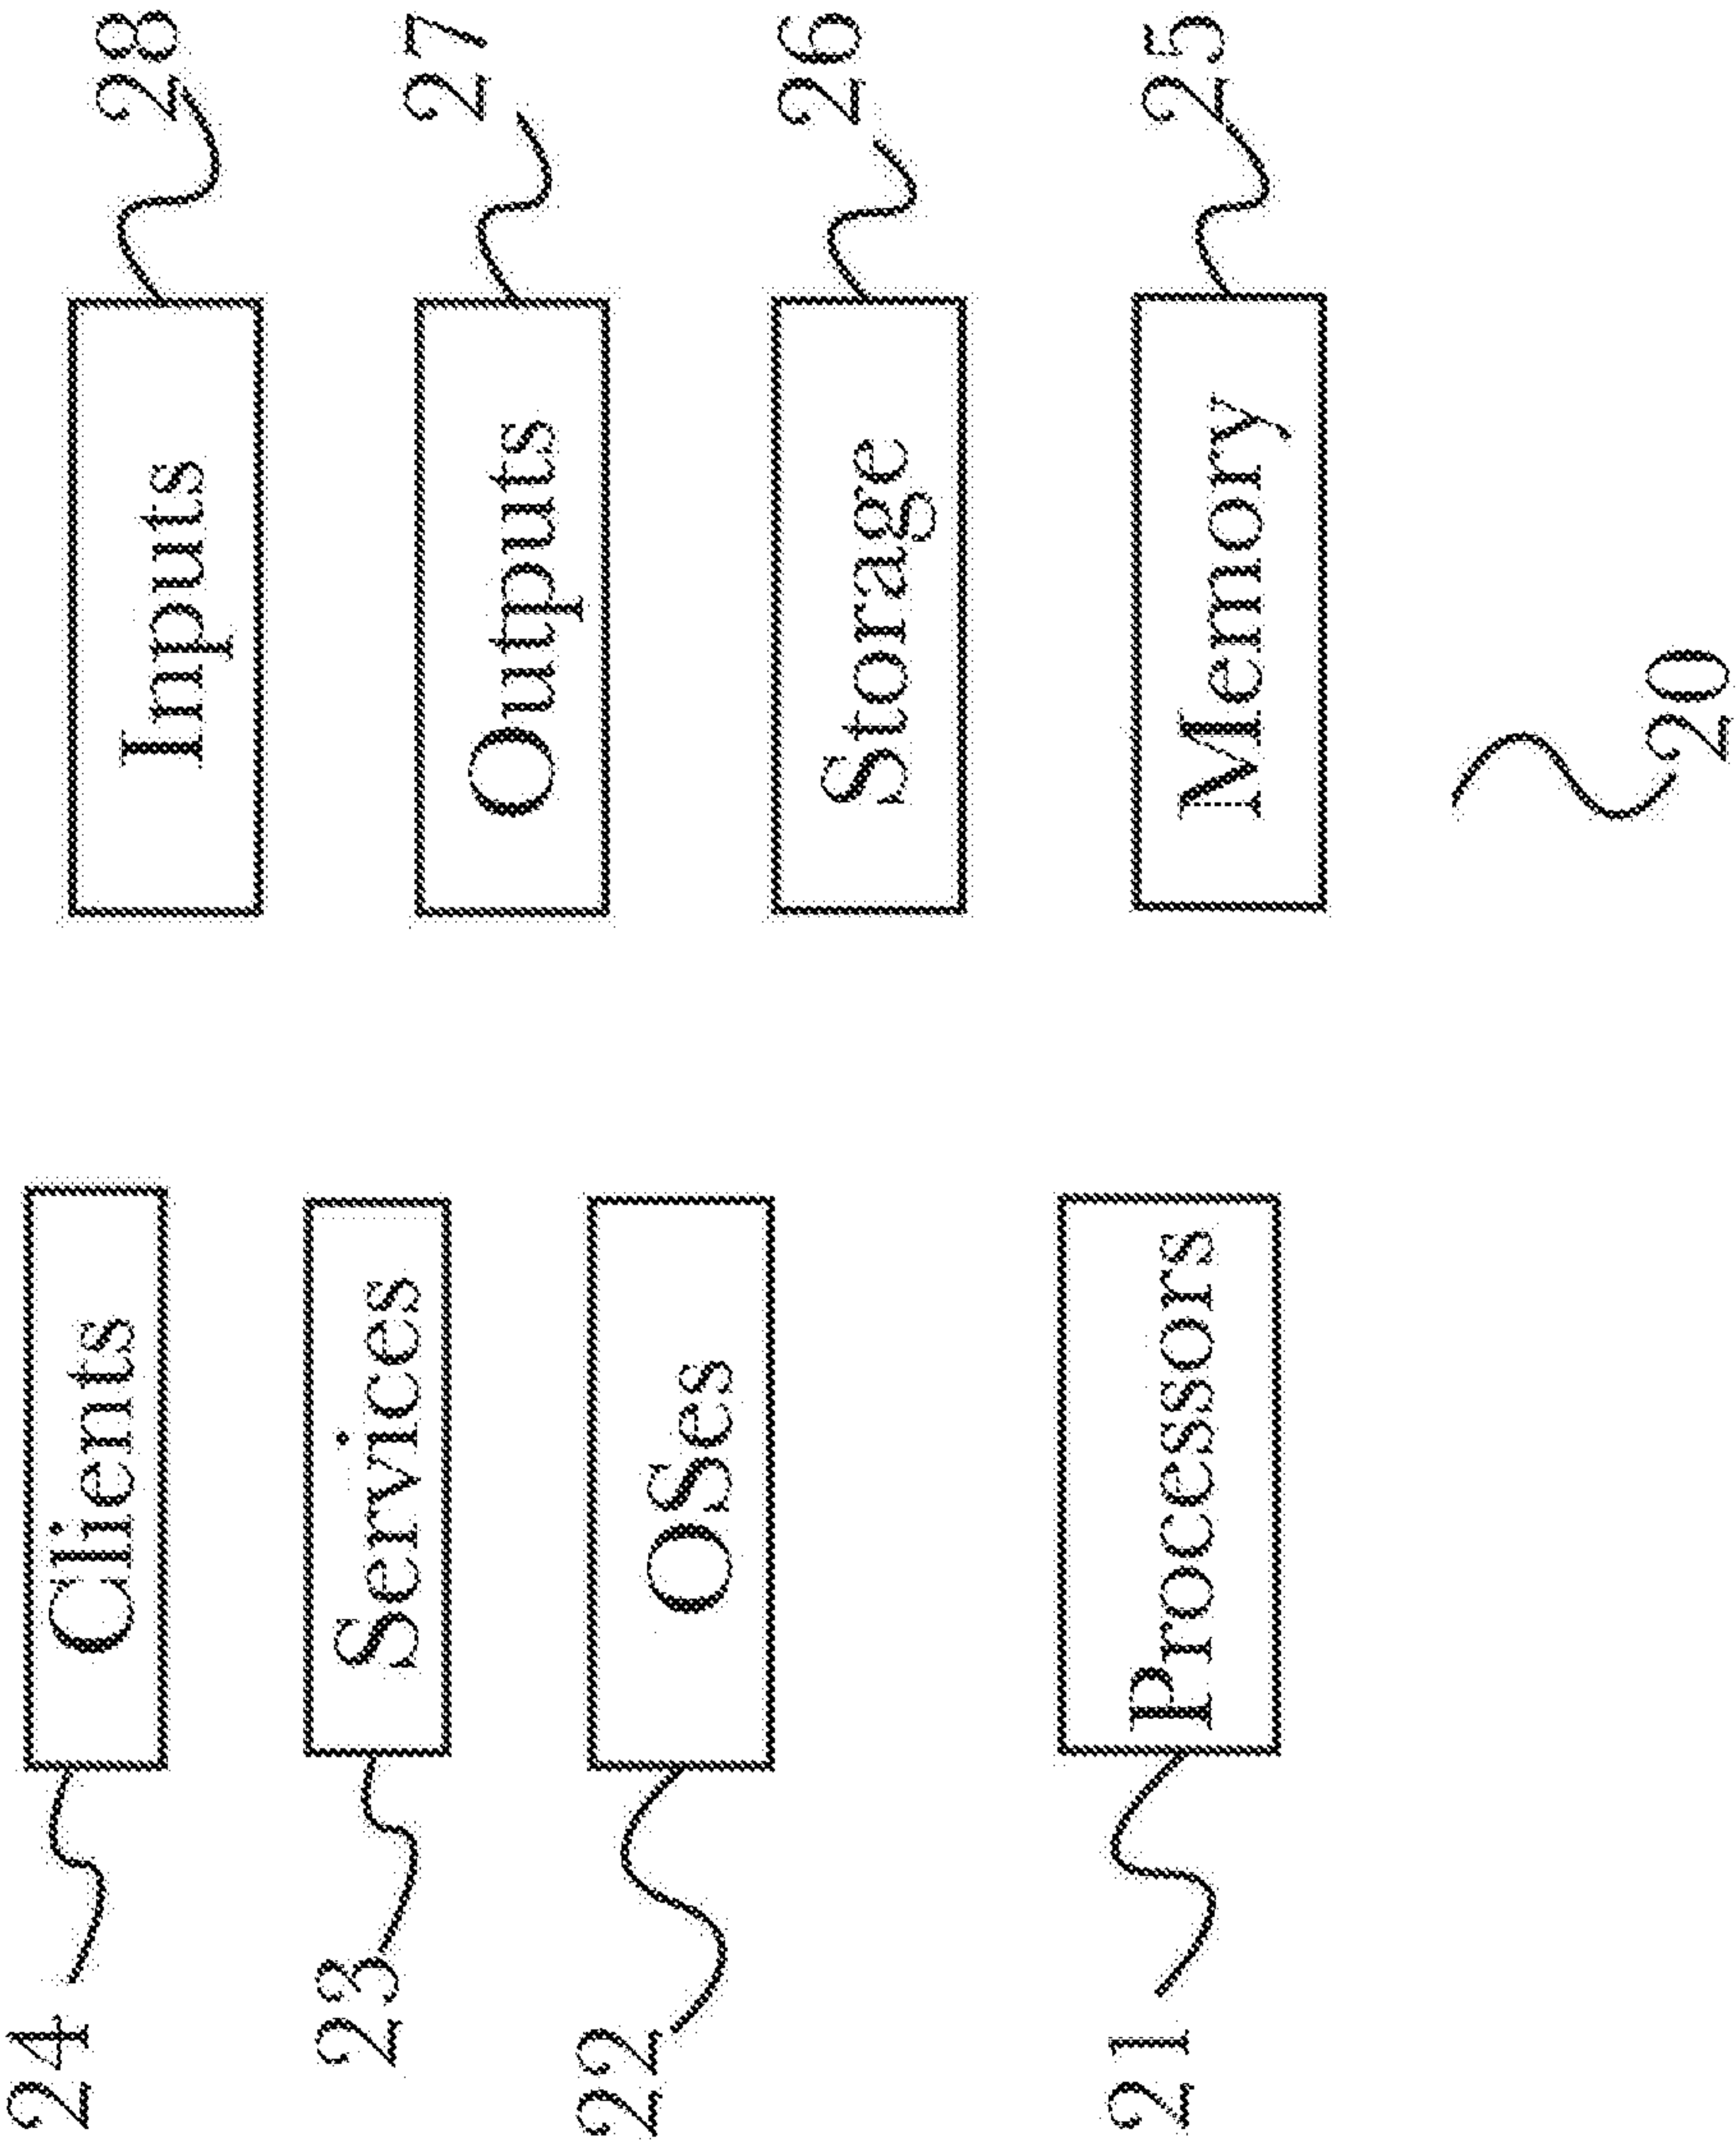 24 Clients Inputs 28
23 Services Outputs 27
22 OSes Storage 26
21 Processors Memory 25
20